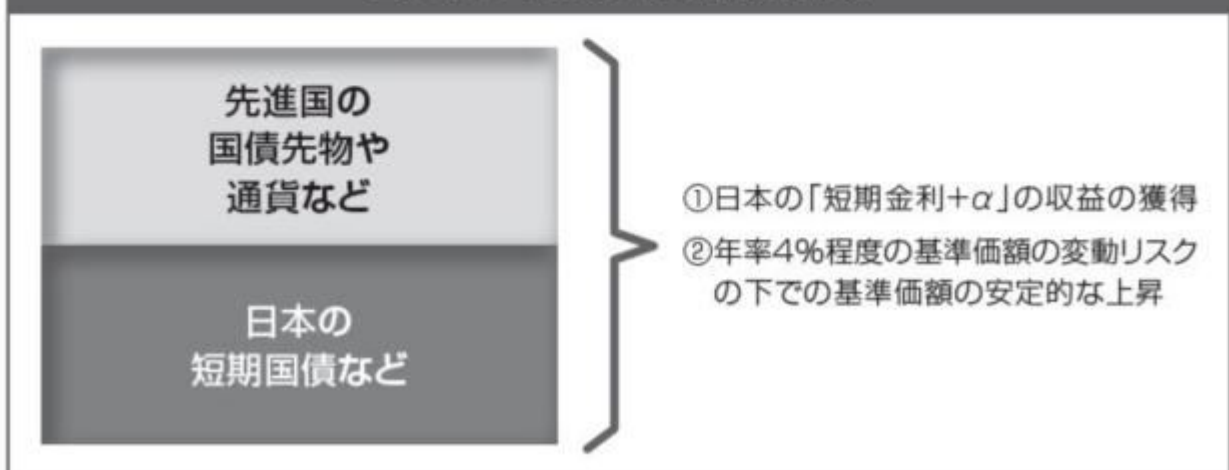 先進国の
国債先物や
通貨など
日本の
短期国債など
①日本の「短期金利+α」の収益の獲得
②年率4%程度の基準価額の変動リスク
の下での基準価額の安定的な上昇